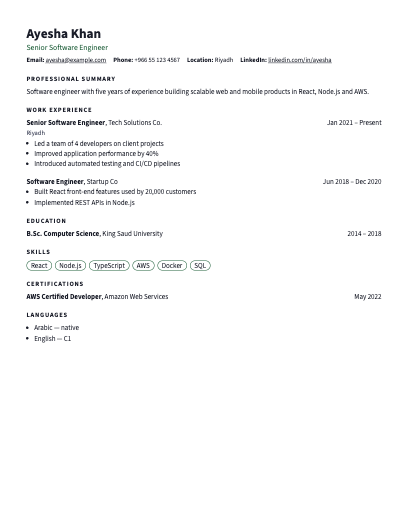 Ayesha Khan
Senior Software Engineer
Email: ayesha@example.com Phone: +966 55 123 4567 Location: Riyadh LinkedIn: linkedin.com/in/ayesha
PROFESSIONAL SUMMARY
Software engineer with five years of experience building scalable web and mobile products in React, Node.js and AWS.
WORK EXPERIENCE
Senior Software Engineer, Tech Solutions Co. Jan 2021 – Present
Riyadh
• Led a team of 4 developers on client projects
• Improved application performance by 40%
• Introduced automated testing and CI/CD pipelines
Software Engineer, Startup Co Jun 2018 – Dec 2020
• Built React front-end features used by 20,000 customers
• Implemented REST APIs in Node.js
EDUCATION
B.Sc. Computer Science, King Saud University 2014 – 2018
SKILLS
React Node.js TypeScript AWS Docker SQL
CERTIFICATIONS
AWS Certified Developer, Amazon Web Services May 2022
LANGUAGES
• Arabic — native
• English — C1